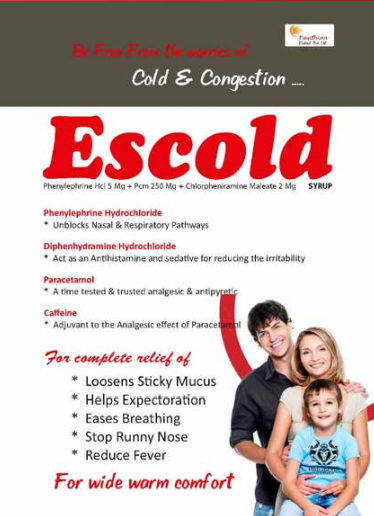 Be Free From the worries of
Cold & Congestion .....
Escold
Phenylephrine Hcl 5 Mg + Pcm 250 Mg + Chlorpheniramine Maleate 2 Mg SYRUP
Phenylephrine Hydrochloride
* Unblocks Nasal & Respiratory Pathways
Diphenhydramine Hydrochloride
* Act as an Antihistamine and sedative for reducing the irritability
Paracetamol
* A time tested & trusted analgesic & antipyretic
Caffeine
* Adjuvant to the Analgesic effect of Paracetamol
For complete relief of
* Loosens Sticky Mucus
* Helps Expectoration
* Eases Breathing
* Stop Runny Nose
* Reduce Fever
For wide warm comfort